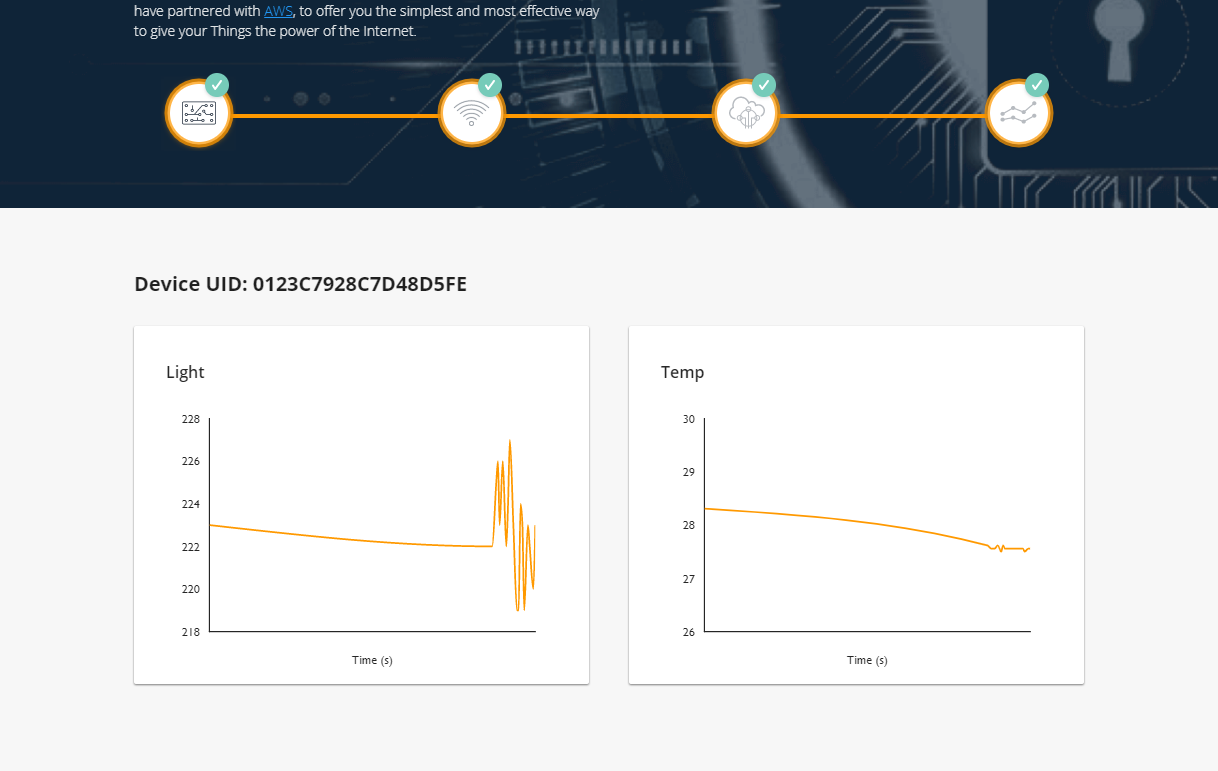 have partnered with AWS, to offer you the simplest and most effective way
to give your Things the power of the Internet.
Device UID: 0123C7928C7D48D5FE
Light
228
226
224
222
220
218
Time (s)
Temp
30
29
28
27
26
Time (s)